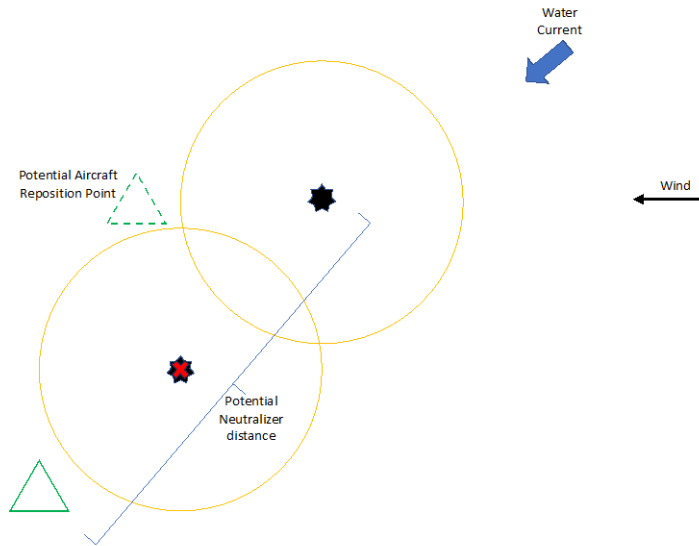 Water
Current
Potential Aircraft
Reposition Point
Wind
Potential
Neutralizer
distance